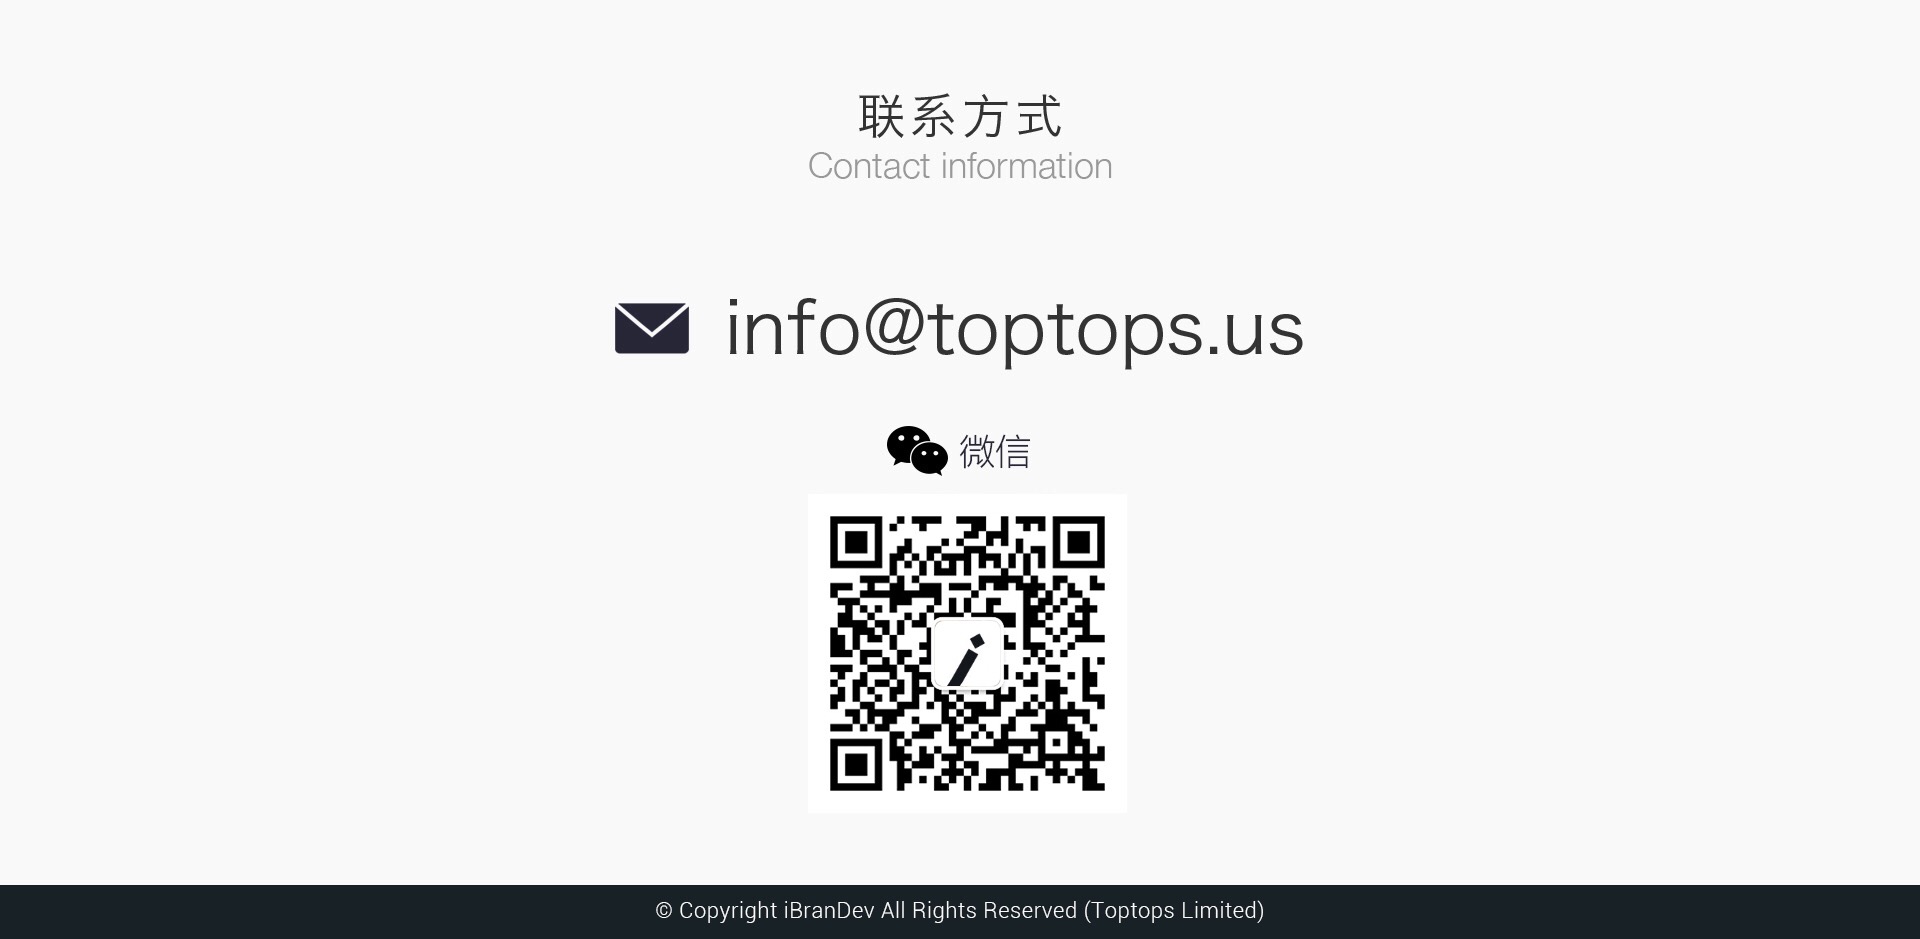 联系方式
Contact information
info@toptops.us
微信
© Copyright iBranDev All Rights Reserved (Toptops Limited)